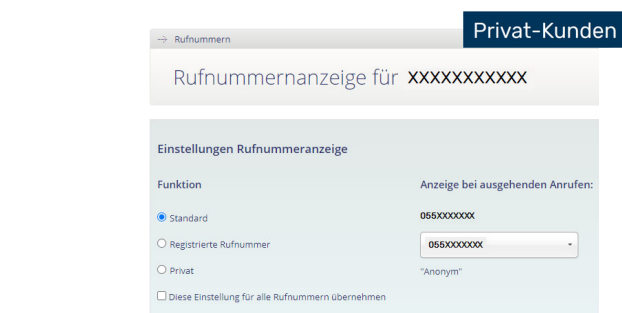 Privat-Kunden
→ Rufnummern
Rufnummernanzeige für XXXXXXXXXXX
Einstellungen Rufnummeranzeige
Funktion Anzeige bei ausgehenden Anrufen:
Standard 055XXXXXXX
Registrierte Rufnummer 055XXXXXXX
Privat "Anonym"
Diese Einstellung für alle Rufnummern übernehmen